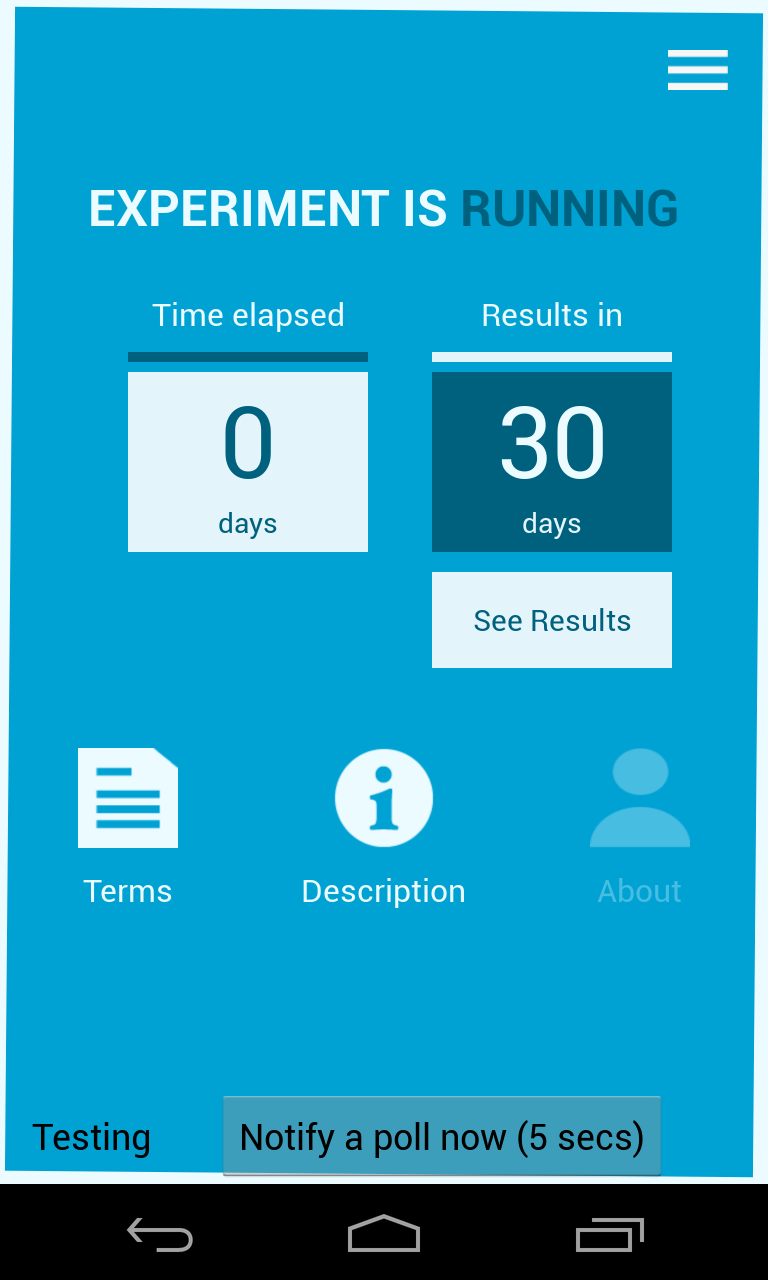 EXPERIMENT IS RUNNING
Time elapsed
Results in
0
days
30
days
See Results
Terms
Description
About
Testing
Notify a poll now (5 secs)